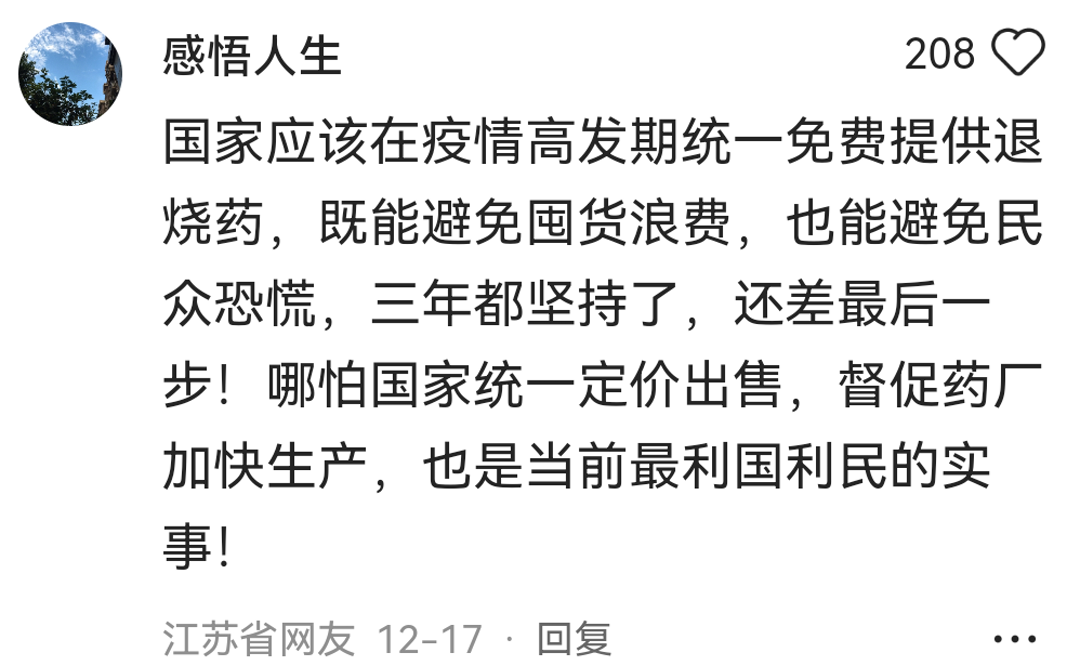 感悟人生
208
国家应该在疫情高发期统一免费提供退
烧药，既能避免囤货浪费，也能避免民
众恐慌，三年都坚持了，还差最后一
步！哪怕国家统一定价出售，督促药厂
加快生产，也是当前最利国利民的实
事！
江苏省网友 12-17 · 回复